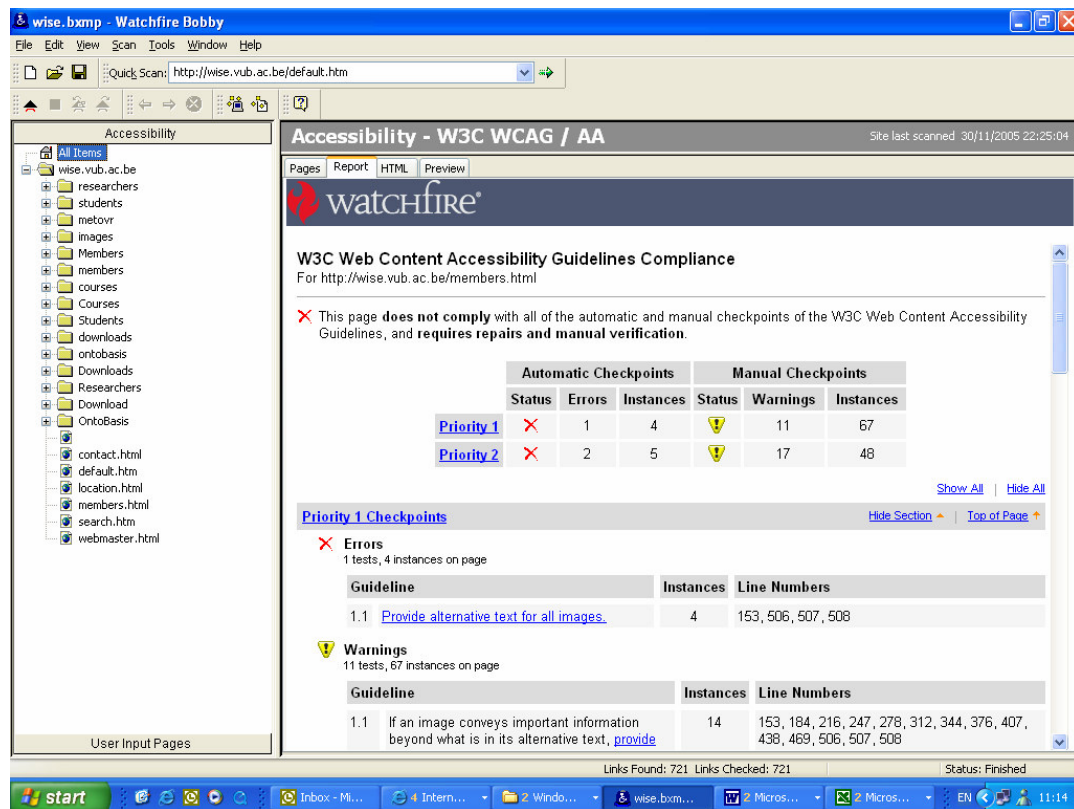 wise.bxmp - Watchfire Bobby
File Edit View Scan Tools Window Help
Quick Scan: http://wise.vub.ac.be/default.htm
Accessibility
All Items
wise.vub.ac.be
researchers
students
metovr
images
Members
members
courses
Courses
Students
downloads
ontobasis
Downloads
Researchers
Download
OntoBasis
contact.html
default.htm
location.html
members.html
search.htm
webmaster.html
User Input Pages
Accessibility - W3C WCAG / AA Site last scanned 30/11/2005 22:25:04
Pages Report HTML Preview
watchfire®
W3C Web Content Accessibility Guidelines Compliance
For http://wise.vub.ac.be/members.html
This page does not comply with all of the automatic and manual checkpoints of the W3C Web Content Accessibility
Guidelines, and requires repairs and manual verification.
Automatic Checkpoints Manual Checkpoints
Status Errors Instances Status Warnings Instances
Priority 1 1 4 11 67
Priority 2 2 5 17 48
Show All | Hide All
Priority 1 Checkpoints Hide Section | Top of Page
Errors
1 tests, 4 instances on page
Guideline Instances Line Numbers
1.1 Provide alternative text for all images. 4 153, 506, 507, 508
Warnings
11 tests, 67 instances on page
Guideline Instances Line Numbers
1.1 If an image conveys important information 14 153, 184, 216, 247, 278, 312, 344, 376, 407,
beyond what is in its alternative text, provide 438, 469, 506, 507, 508
Links Found: 721 Links Checked: 721 Status: Finished
start Inbox - Mi... 4 Intern... 2 Windo... wise.bxm... 2 Micros... 2 Micros... EN 11:14